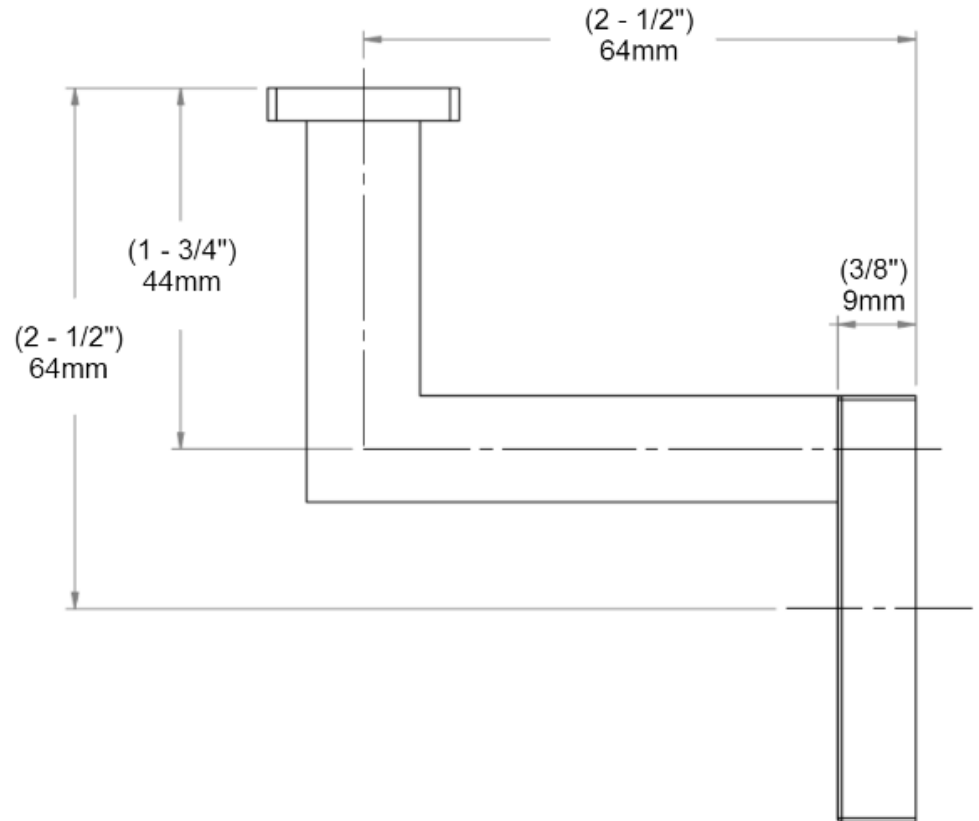 (2 - 1/2")
64mm
(1 - 3/4")
44mm
(3/8")
9mm
(2 - 1/2")
64mm